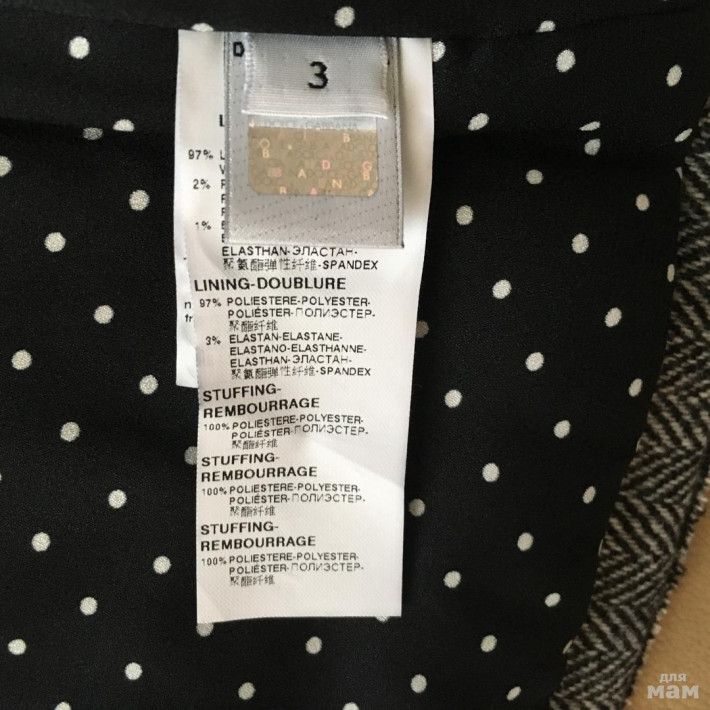 D
3
97%
2%
1%
ELASTHAN-ЭЛАСТАН-
聚氨酯弹性纤维-SPANDEX
LINING-DOUBLURE
97% POLIESTERE-POLYESTER-
POLIÉSTER-ПОЛИЭСТЕР-
聚酯纤维
3% ELASTAN-ELASTANE-
ELASTANO-ELASTHANNE-
ELASTHAN-ЭЛАСТАН-
聚氨酯弹性纤维-SPANDEX
STUFFING-
REMBOURRAGE
100% POLIESTERE-POLYESTER-
POLIÉSTER-ПОЛИЭСТЕР-
聚酯纤维
STUFFING-
REMBOURRAGE
100% POLIESTERE-POLYESTER-
POLIÉSTER-ПОЛИЭСТЕР-
聚酯纤维
STUFFING-
REMBOURRAGE
100% POLIESTERE-POLYESTER-
POLIÉSTER-ПОЛИЭСТЕР-
聚酯纤维
для
мам